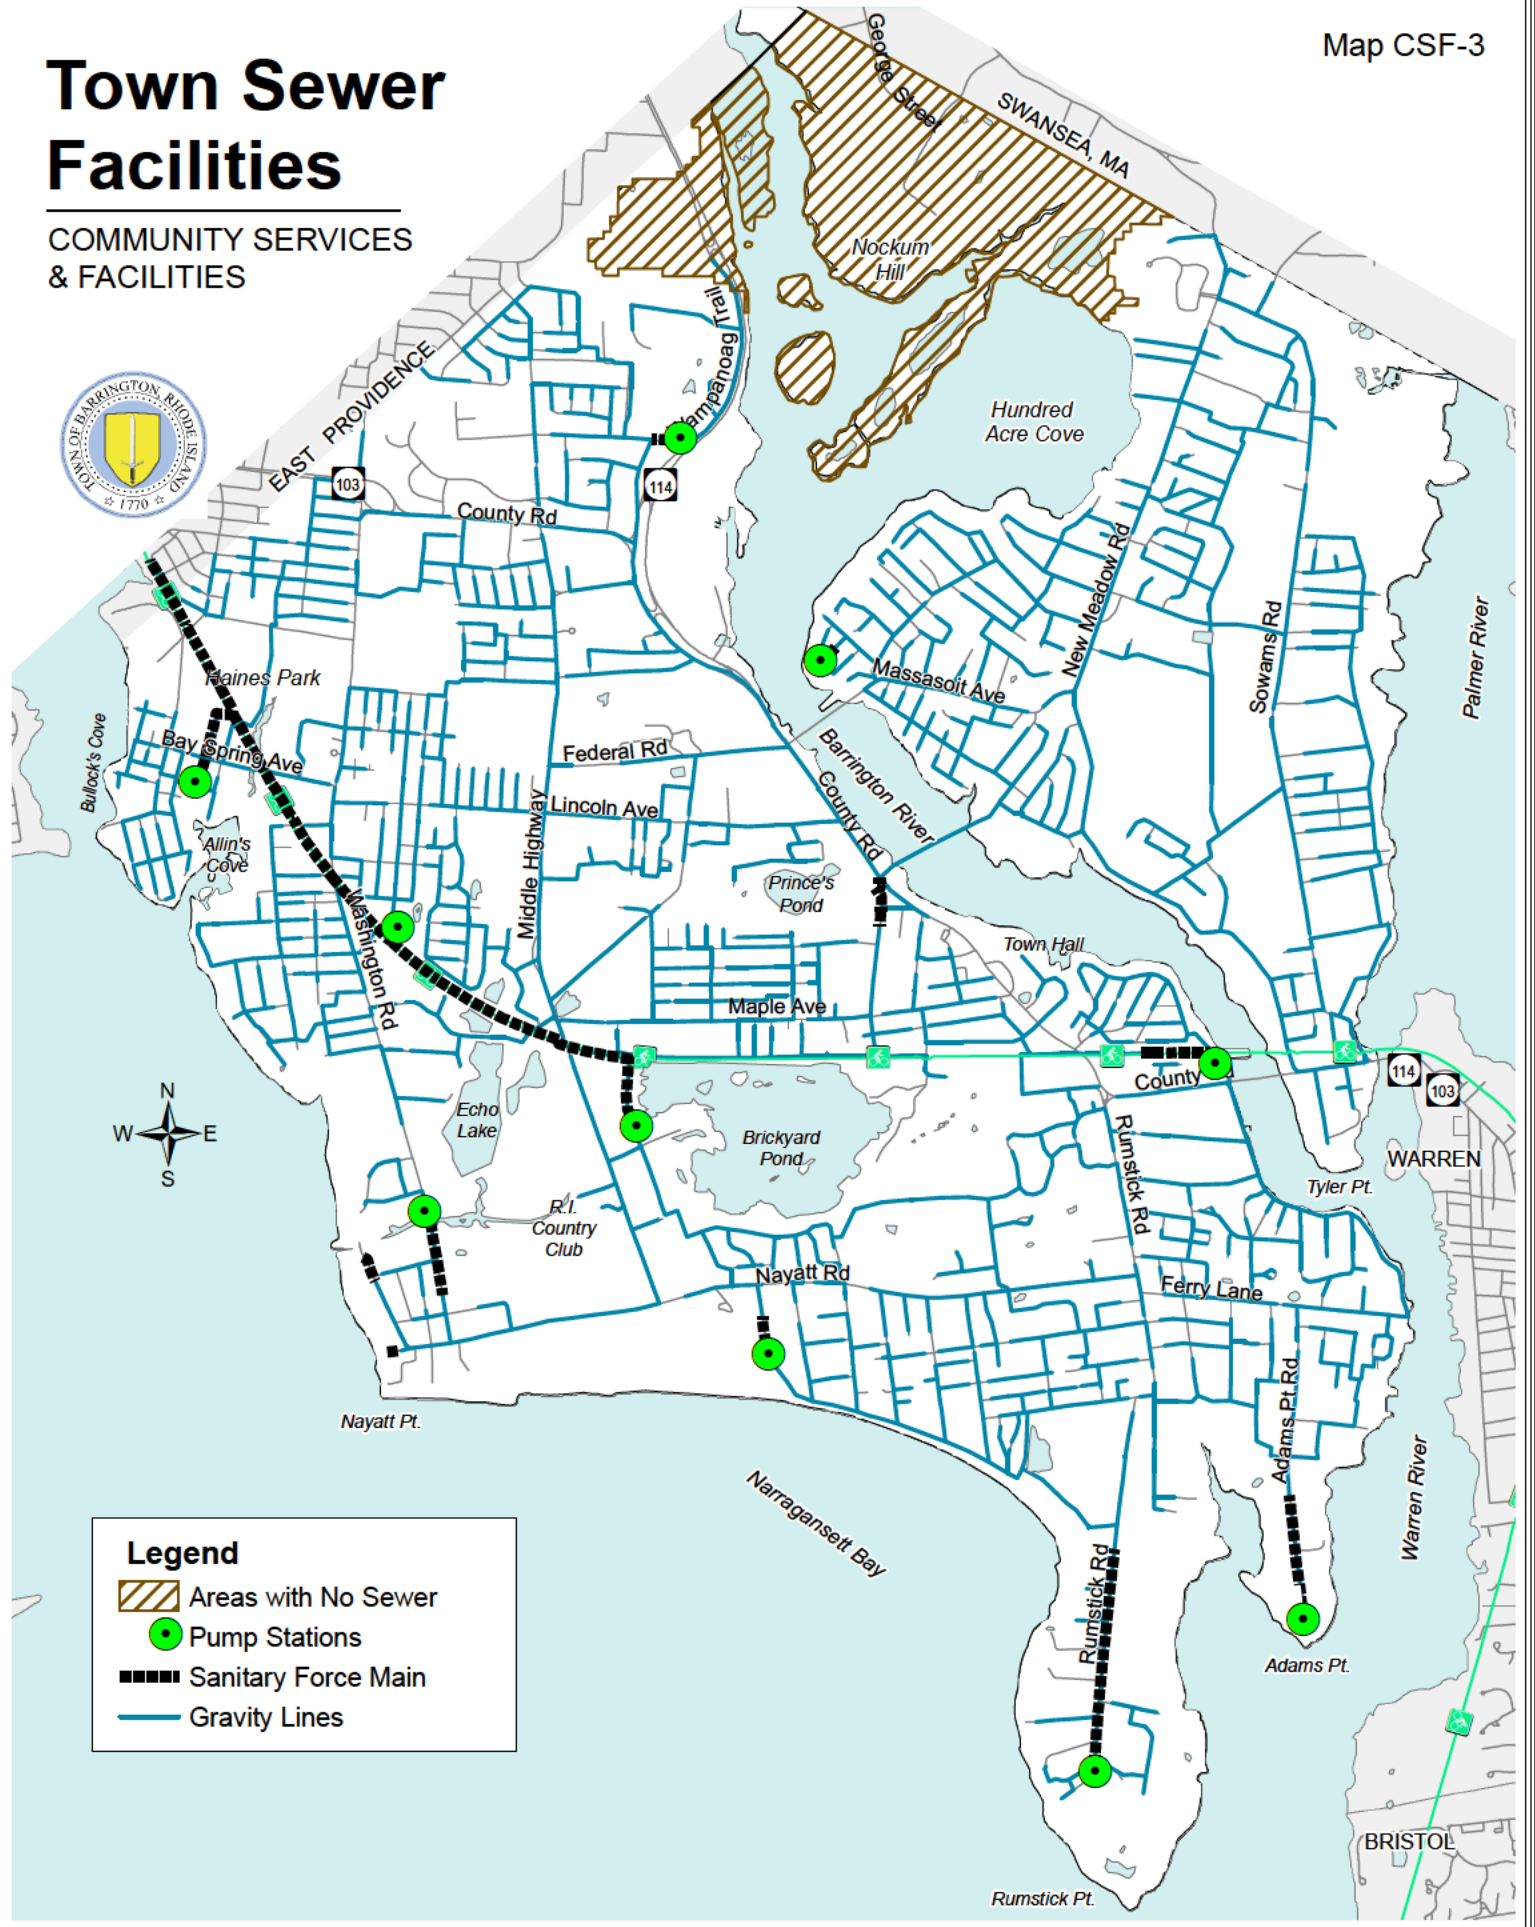 Map CSF-3
Town Sewer
Facilities
COMMUNITY SERVICES
& FACILITIES
TOWN OF BARRINGTON, RHODE ISLAND
☆ 1770 ☆
George Street
SWANSEA, MA
Nockum
Hill
Wampanoag Trail
EAST PROVIDENCE
Hundred
Acre Cove
103
114
County Rd
New Meadow Rd
Sowams Rd
Palmer River
Haines Park
Massasoit Ave
Bullock's Cove
Bay Spring Ave
Federal Rd
Barrington River
Lincoln Ave
County Rd
Middle Highway
Allin's
Cove
Prince's
Pond
Washington Rd
Town Hall
Maple Ave
County Rd
114
103
N
W
E
S
Echo
Lake
Brickyard
Pond
Rumstick Rd
WARREN
Tyler Pt.
R.I.
Country
Club
Nayatt Rd
Ferry Lane
Adams Pt Rd
Nayatt Pt.
Narragansett Bay
Warren River
Rumstick Rd
Adams Pt.
Legend
Areas with No Sewer
Pump Stations
Sanitary Force Main
Gravity Lines
BRISTOL
Rumstick Pt.